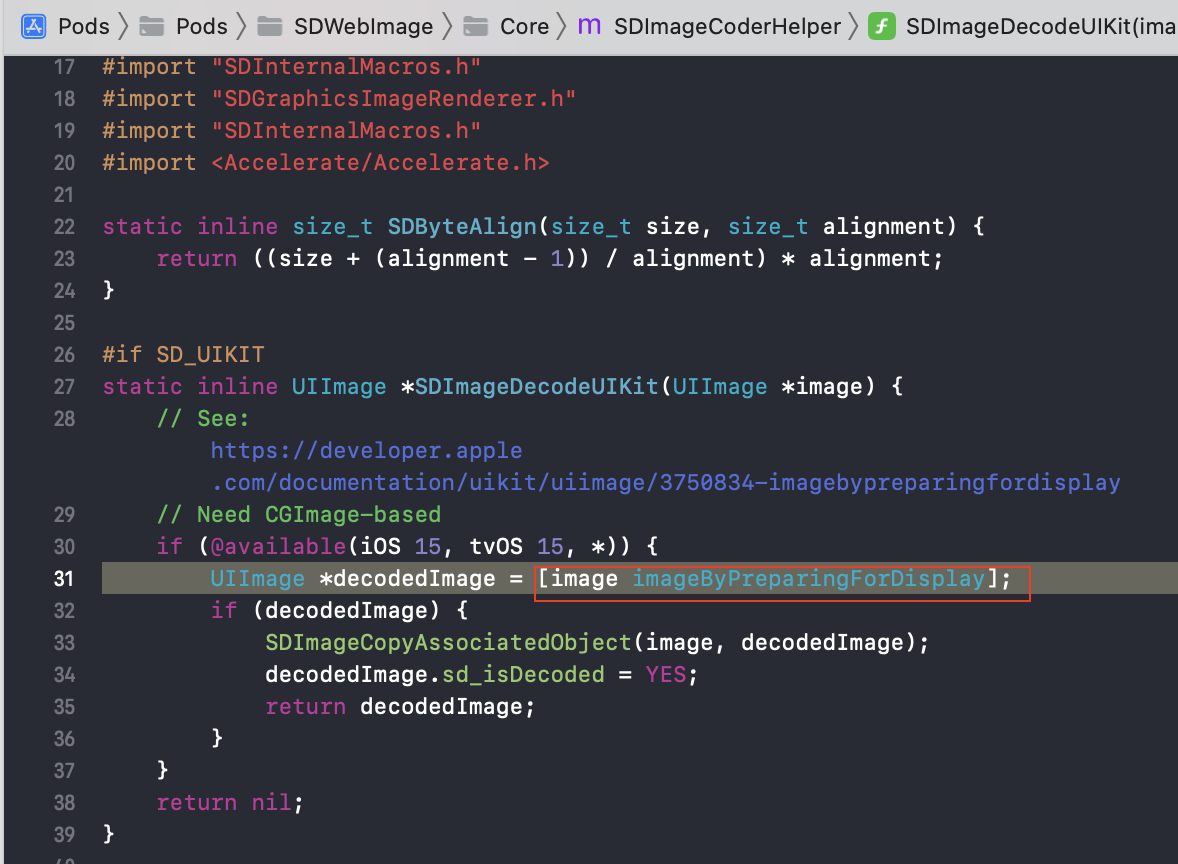 Pods Pods SDWebImage Core m SDImageCoderHelper f SDImageDecodeUIKit(ima
17 #import "SDInternalMacros.h"
18 #import "SDGraphicsImageRenderer.h"
19 #import "SDInternalMacros.h"
20 #import <Accelerate/Accelerate.h>
21
22 static inline size_t SDByteAlign(size_t size, size_t alignment) {
23 return ((size + (alignment - 1)) / alignment) * alignment;
24 }
25
26 #if SD_UIKIT
27 static inline UIImage *SDImageDecodeUIKit(UIImage *image) {
28 // See:
https://developer.apple
.com/documentation/uikit/uiimage/3750834-imagebypreparingfordisplay
29 // Need CGImage-based
30 if (@available(iOS 15, tvOS 15, *)) {
31 UIImage *decodedImage = [image imageByPreparingForDisplay];
32 if (decodedImage) {
33 SDImageCopyAssociatedObject(image, decodedImage);
34 decodedImage.sd_isDecoded = YES;
35 return decodedImage;
36 }
37 }
38 return nil;
39 }